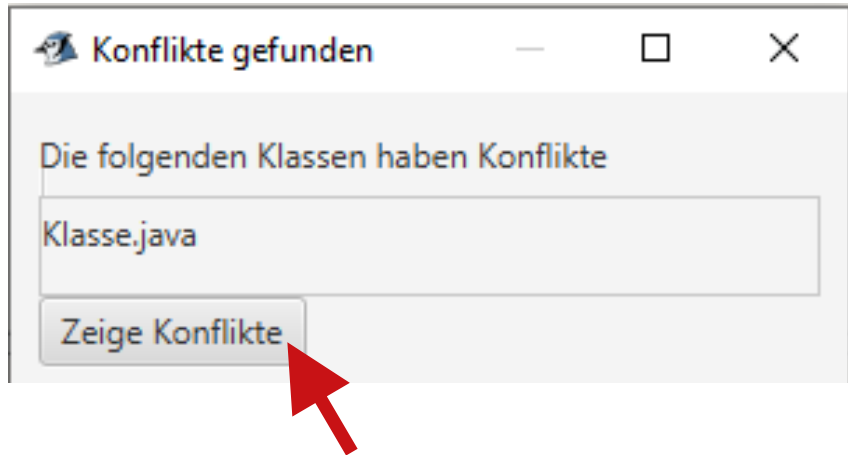 Konflikte gefunden
Die folgenden Klassen haben Konflikte
Klasse.java
Zeige Konflikte